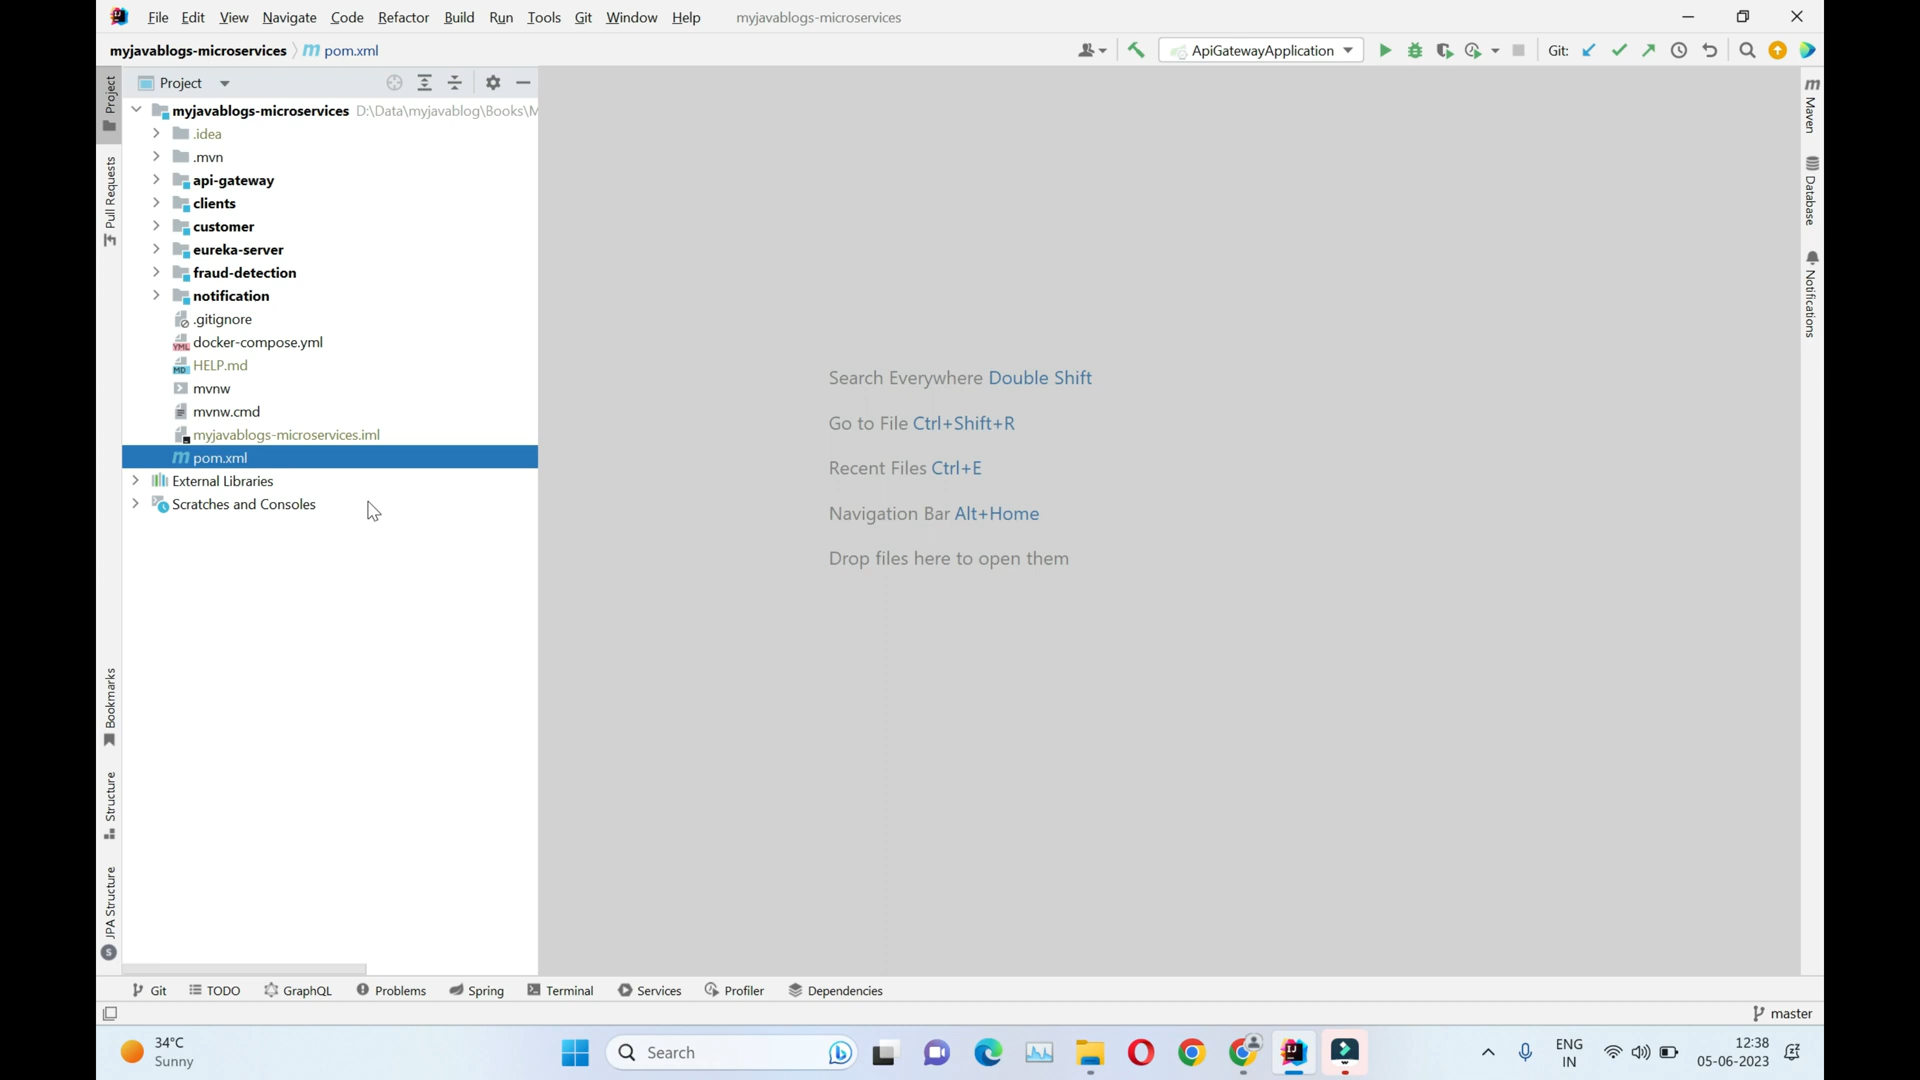 File Edit View Navigate Code Refactor Build Run Tools Git Window Help myjavablogs-microservices
myjavablogs-microservices pom.xml ApiGatewayApplication Git:
Project
myjavablogs-microservices D:\Data\myjavablog\Books\M
.idea
.mvn
api-gateway
clients
customer
eureka-server
fraud-detection
notification
.gitignore
docker-compose.yml
HELP.md
mvnw
mvnw.cmd
myjavablogs-microservices.iml
pom.xml
External Libraries
Scratches and Consoles
Project
Pull Requests
Bookmarks
Structure
JPA Structure
Search Everywhere Double Shift
Go to File Ctrl+Shift+R
Recent Files Ctrl+E
Navigation Bar Alt+Home
Drop files here to open them
Maven
Database
Notifications
Git TODO GraphQL Problems Spring Terminal Services Profiler Dependencies
master
34°C
Sunny
Search
ENG
IN
12:38
05-06-2023